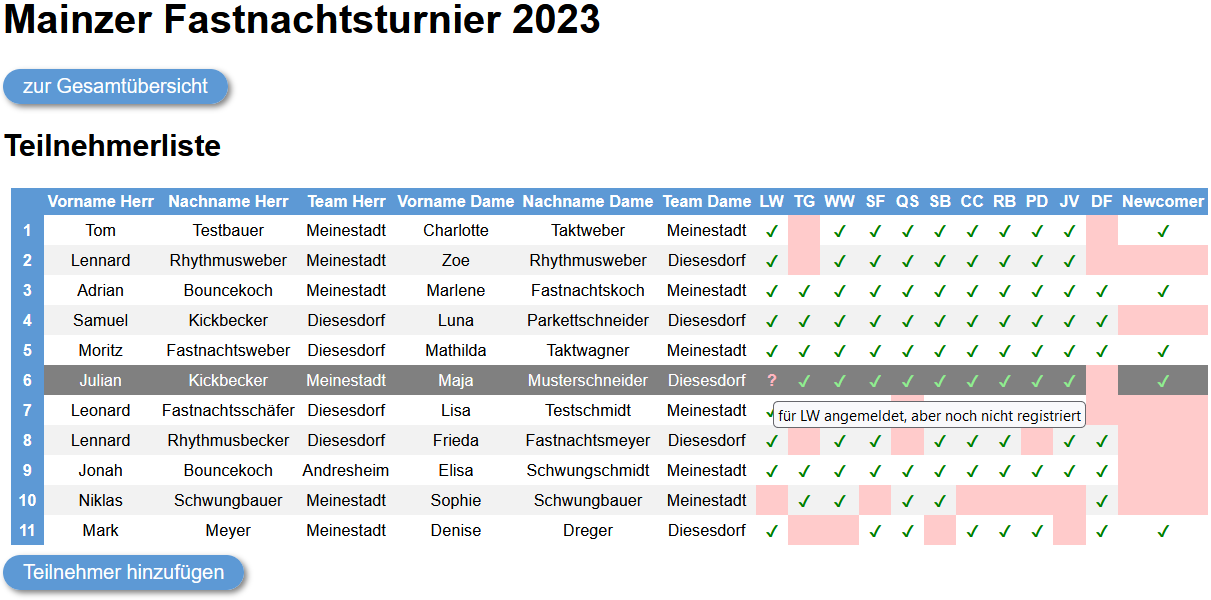 Mainzer Fastnachtsturnier 2023
zur Gesamtübersicht
Teilnehmerliste
Vorname Herr Nachname Herr Team Herr Vorname Dame Nachname Dame Team Dame LW TG WW SF QS SB CC RB PD JV DF Newcomer
1 Tom Testbauer Meinestadt Charlotte Taktweber Meinestadt ✓ ✓ ✓ ✓ ✓ ✓ ✓ ✓ ✓ ✓
2 Lennard Rhythmusweber Meinestadt Zoe Rhythmusweber Diesesdorf ✓ ✓ ✓ ✓ ✓ ✓ ✓ ✓ ✓
3 Adrian Bouncekoch Meinestadt Marlene Fastnachtskoch Meinestadt ✓ ✓ ✓ ✓ ✓ ✓ ✓ ✓ ✓ ✓ ✓ ✓
4 Samuel Kickbecker Diesesdorf Luna Parkettschneider Diesesdorf ✓ ✓ ✓ ✓ ✓ ✓ ✓ ✓ ✓ ✓ ✓
5 Moritz Fastnachtsweber Diesesdorf Mathilda Taktwagner Meinestadt ✓ ✓ ✓ ✓ ✓ ✓ ✓ ✓ ✓ ✓ ✓ ✓
6 Julian Kickbecker Meinestadt Maja Musterschneider Diesesdorf ? ✓ ✓ ✓ ✓ ✓ ✓ ✓ ✓ ✓ ✓
7 Leonard Fastnachtsschäfer Diesesdorf Lisa Testschmidt Meinestadt
für LW angemeldet, aber noch nicht registriert
8 Lennard Rhythmusbecker Diesesdorf Frieda Fastnachtsmeyer Diesesdorf ✓ ✓ ✓ ✓ ✓ ✓ ✓ ✓
9 Jonah Bouncekoch Andresheim Elisa Schwungschmidt Meinestadt ✓ ✓ ✓ ✓ ✓ ✓ ✓ ✓ ✓ ✓ ✓
10 Niklas Schwungbauer Meinestadt Sophie Schwungbauer Meinestadt ✓ ✓ ✓ ✓ ✓
11 Mark Meyer Meinestadt Denise Dreger Diesesdorf ✓ ✓ ✓ ✓ ✓ ✓ ✓ ✓
Teilnehmer hinzufügen